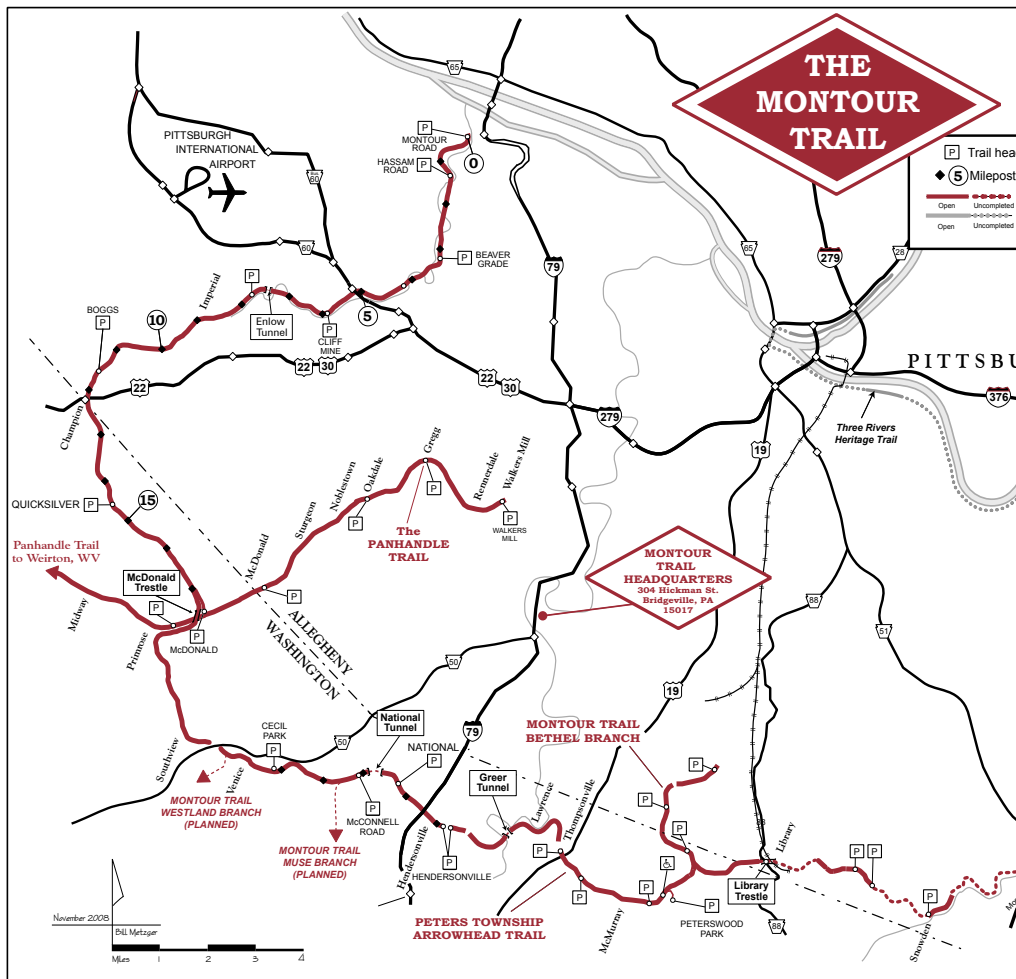 THE
MONTOUR
TRAIL
P Trail hea
5 Milepost
Open Uncompleted
Open Uncompleted
65
PITTSBURGH
INTERNATIONAL
AIRPORT
60
60
P
MONTOUR
ROAD
0
HASSAM
ROAD
P
P
BEAVER
GRADE
79
65
279
28
Imperial
P
Enlow
Tunnel
P
CLIFF
MINE
5
10
BOGGS
P
22
22
30
22
30
279
PITTSBU
376
Three Rivers
Heritage Trail
19
Champion
QUICKSILVER
P
15
Panhandle Trail
to Weirton, WV
McDonald
Trestle
Midway
P
Primrose
P
McDONALD
McDonald
P
Sturgeon
Noblestown
Oakdale
P
Gregg
P
The
PANHANDLE
TRAIL
Rennerdale
Walkers Mill
P
WALKERS
MILL
MONTOUR
TRAIL
HEADQUARTERS
304 Hickman St.
Bridgeville, PA
15017
ALLEGHENY
WASHINGTON
88
51
50
50
19
79
Southview
CECIL
PARK
P
National
Tunnel
NATIONAL
P
Venice
MONTOUR TRAIL
WESTLAND BRANCH
(PLANNED)
P
McCONNELL
ROAD
MONTOUR TRAIL
MUSE BRANCH
(PLANNED)
Hendersonville
P
HENDERSONVILLE
Greer
Tunnel
Lawrence
Thompsonville
MONTOUR TRAIL
BETHEL BRANCH
P
P
P
P
P
P
P
PETERSWOOD
PARK
McMurray
PETERS TOWNSHIP
ARROWHEAD TRAIL
88
Library
Library
Trestle
88
P
P
P
Snowden
November 2008
Bill Metzger
Miles 1 2 3 4